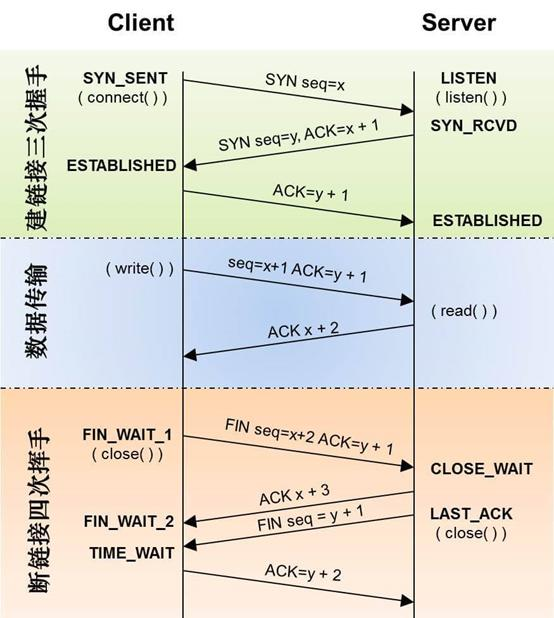 Client
Server
建链接三次握手
SYN_SENT
( connect( ) )
SYN seq=x
LISTEN
( listen( ) )
SYN_RCVD
SYN seq=y, ACK=x + 1
ESTABLISHED
ACK=y + 1
ESTABLISHED
数据传输
( write( ) )
seq=x+1 ACK=y + 1
( read( ) )
ACK x + 2
断链接四次挥手
FIN_WAIT_1
( close( ) )
FIN seq=x+2 ACK=y + 1
CLOSE_WAIT
ACK x + 3
FIN_WAIT_2
FIN seq = y + 1
LAST_ACK
( close( ) )
TIME_WAIT
ACK=y + 2